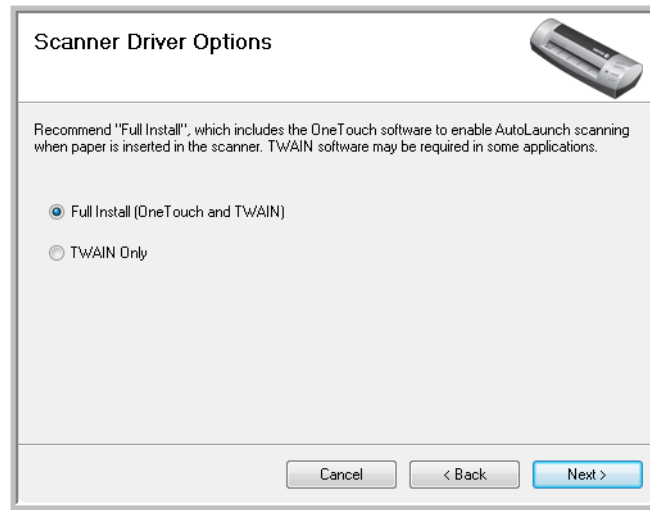 Scanner Driver Options
Recommend "Full Install", which includes the OneTouch software to enable AutoLaunch scanning
when paper is inserted in the scanner. TWAIN software may be required in some applications.
Full Install (OneTouch and TWAIN)
TWAIN Only
Cancel
< Back
Next >